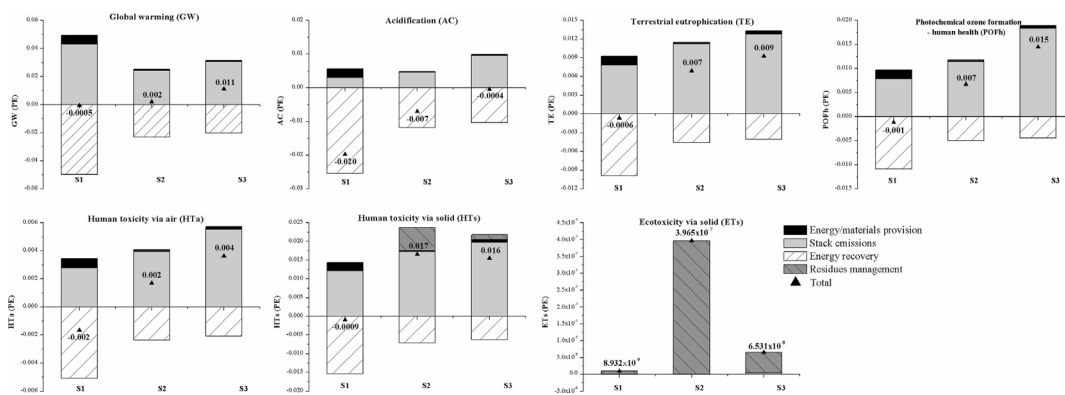 Global warming (GW)
GW (PE)
0.06
0.04
0.02
0.00
-0.02
-0.04
-0.06
-0.0005
0.002
0.011
S1
S2
S3
Acidification (AC)
AC (PE)
0.02
0.01
0.00
-0.01
-0.02
-0.03
-0.020
-0.007
-0.0004
S1
S2
S3
Terrestrial eutrophication (TE)
TE (PE)
0.015
0.012
0.009
0.006
0.003
0.000
-0.003
-0.006
-0.009
-0.012
-0.0006
0.007
0.009
S1
S2
S3
Photochemical ozone formation
- human health (POFh)
POFh (PE)
0.020
0.015
0.010
0.005
0.000
-0.005
-0.010
-0.015
-0.001
0.007
0.015
S1
S2
S3
Human toxicity via air (HTa)
HTa (PE)
0.006
0.004
0.002
0.000
-0.002
-0.004
-0.006
-0.002
0.002
0.004
S1
S2
S3
Human toxicity via solid (HTs)
HTs (PE)
0.025
0.020
0.015
0.010
0.005
0.000
-0.005
-0.010
-0.015
-0.020
-0.0009
0.017
0.016
S1
S2
S3
Ecotoxicity via solid (ETs)
ETs (PE)
0.0
8.932x10⁻⁹
3.965x10⁻⁷
6.531x10⁻⁸
S1
S2
S3
Energy/materials provision
Stack emissions
Energy recovery
Residues management
Total